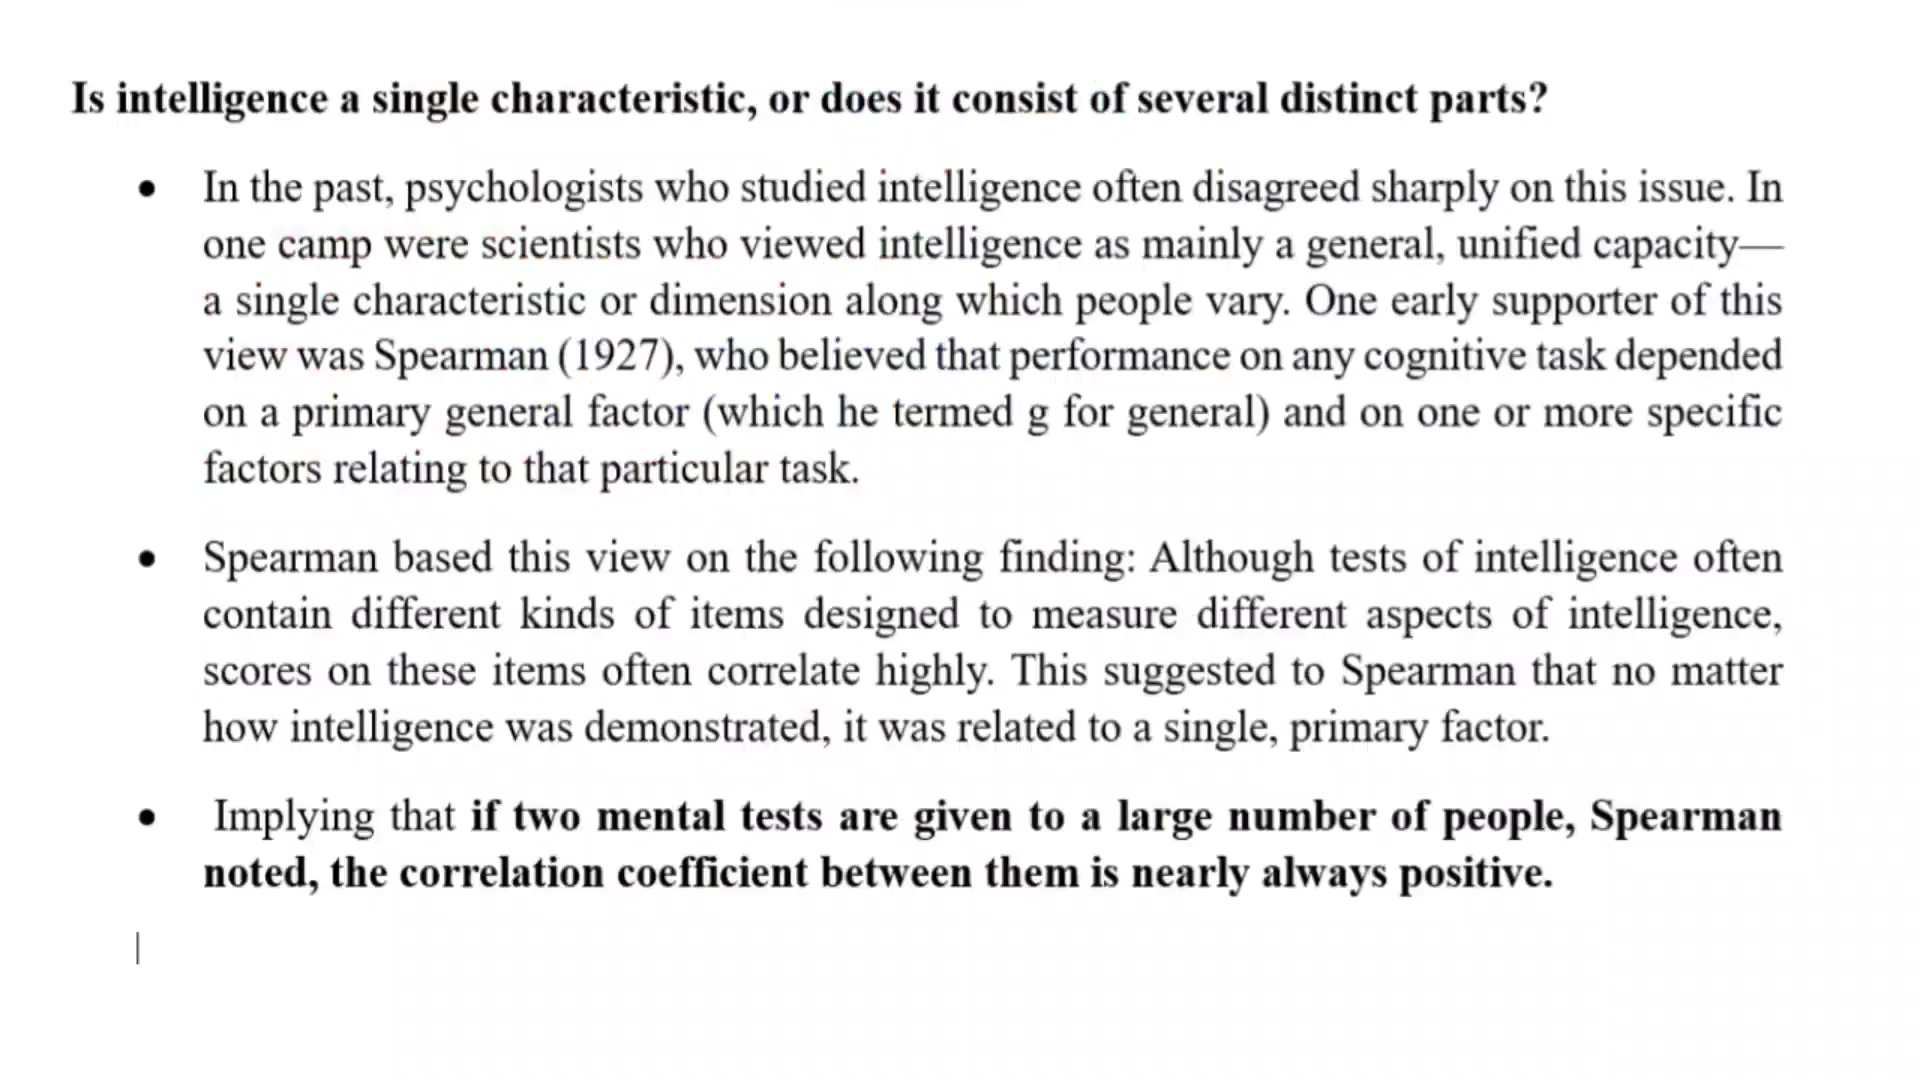 Is intelligence a single characteristic, or does it consist of several distinct parts?
• In the past, psychologists who studied intelligence often disagreed sharply on this issue. In
one camp were scientists who viewed intelligence as mainly a general, unified capacity—
a single characteristic or dimension along which people vary. One early supporter of this
view was Spearman (1927), who believed that performance on any cognitive task depended
on a primary general factor (which he termed g for general) and on one or more specific
factors relating to that particular task.
• Spearman based this view on the following finding: Although tests of intelligence often
contain different kinds of items designed to measure different aspects of intelligence,
scores on these items often correlate highly. This suggested to Spearman that no matter
how intelligence was demonstrated, it was related to a single, primary factor.
• Implying that if two mental tests are given to a large number of people, Spearman
noted, the correlation coefficient between them is nearly always positive.